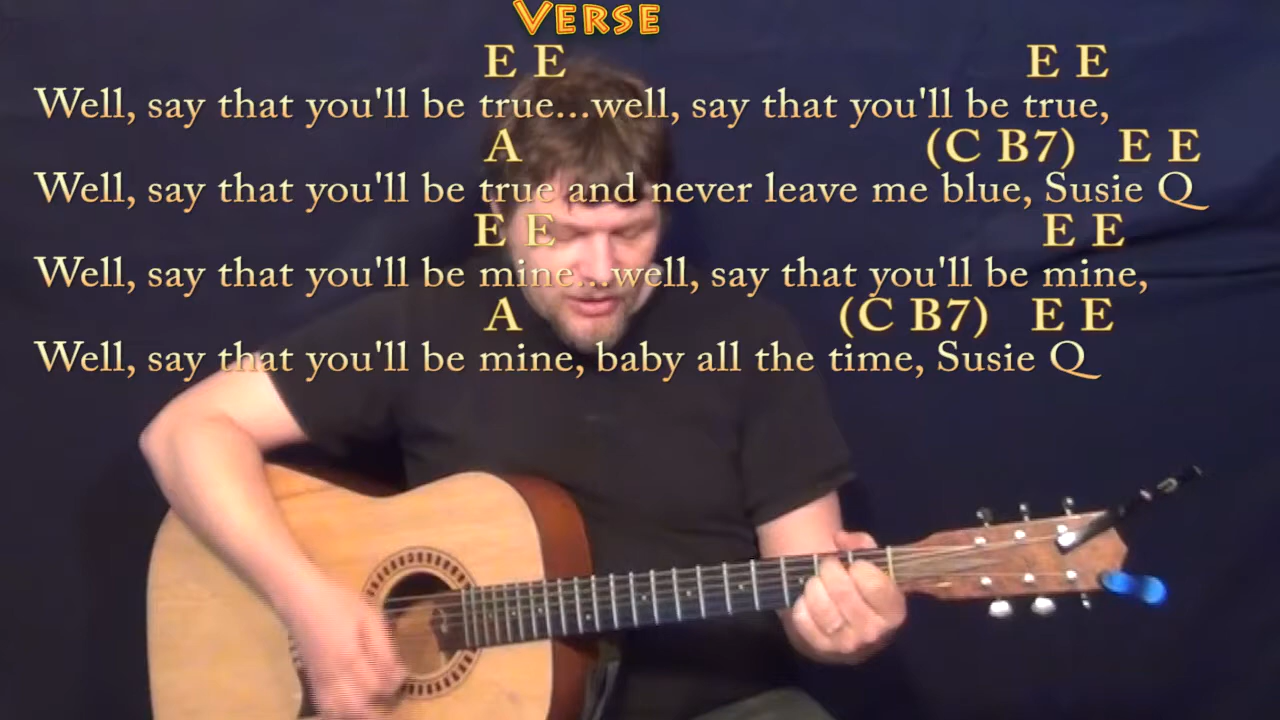 VERSE
E E E E
Well, say that you'll be true...well, say that you'll be true,
A (C B7) E E
Well, say that you'll be true and never leave me blue, Susie Q
E E E E
Well, say that you'll be mine...well, say that you'll be mine,
A (C B7) E E
Well, say that you'll be mine, baby all the time, Susie Q